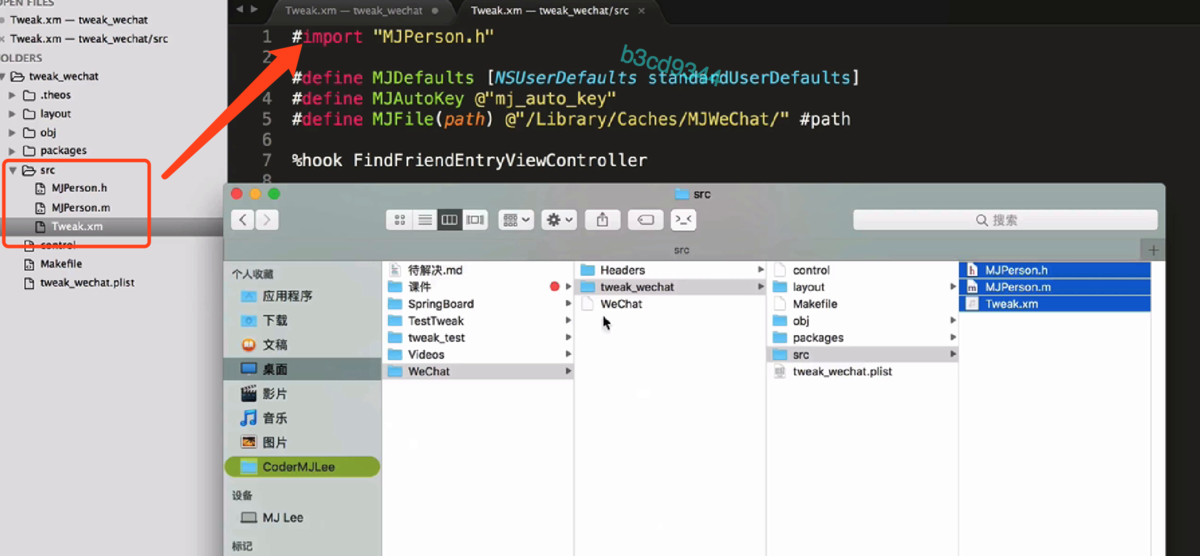 OPEN FILES
Tweak.xm — tweak_wechat
Tweak.xm — tweak_wechat/src
FOLDERS
tweak_wechat
.theos
layout
obj
packages
src
MJPerson.h
MJPerson.m
Tweak.xm
control
Makefile
tweak_wechat.plist
Tweak.xm — tweak_wechat
Tweak.xm — tweak_wechat/src
1 #import "MJPerson.h"
2
#define MJDefaults [NSUserDefaults standardUserDefaults]
4 #define MJAutoKey @"mj_auto_key"
5 #define MJFile(path) @"/Library/Caches/MJWeChat/" #path
6
7 %hook FindFriendEntryViewController
8
src
搜索
src
个人收藏
应用程序
下载
文稿
桌面
影片
音乐
图片
CoderMJLee
设备
MJ Lee
标记
待解决.md
课件
SpringBoard
TestTweak
tweak_test
Videos
WeChat
Headers
tweak_wechat
WeChat
control
layout
Makefile
obj
packages
src
tweak_wechat.plist
MJPerson.h
MJPerson.m
Tweak.xm